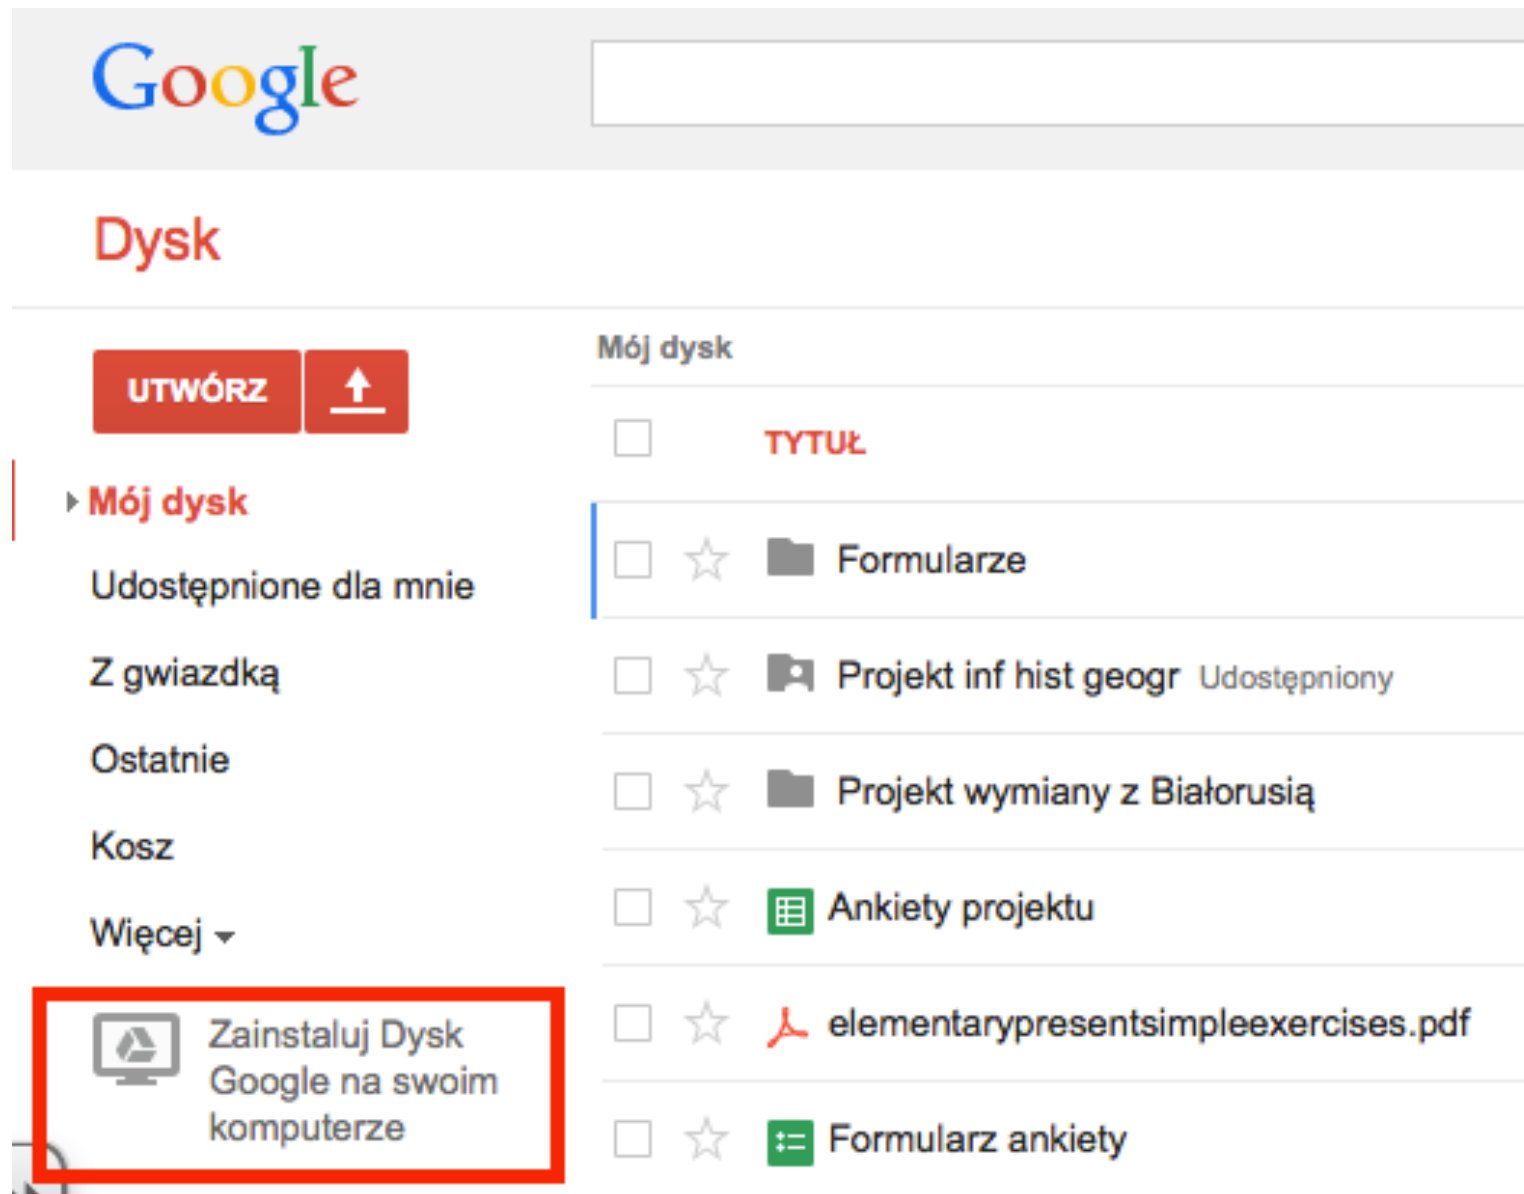 Google
Dysk
UTWÓRZ
Mój dysk
Udostępnione dla mnie
Z gwiazdką
Ostatnie
Kosz
Więcej
Zainstaluj Dysk
Google na swoim
komputerze
Mój dysk
TYTUŁ
Formularze
Projekt inf hist geogr Udostępniony
Projekt wymiany z Białorusią
Ankiety projektu
elementarypresentsimpleexercises.pdf
Formularz ankiety